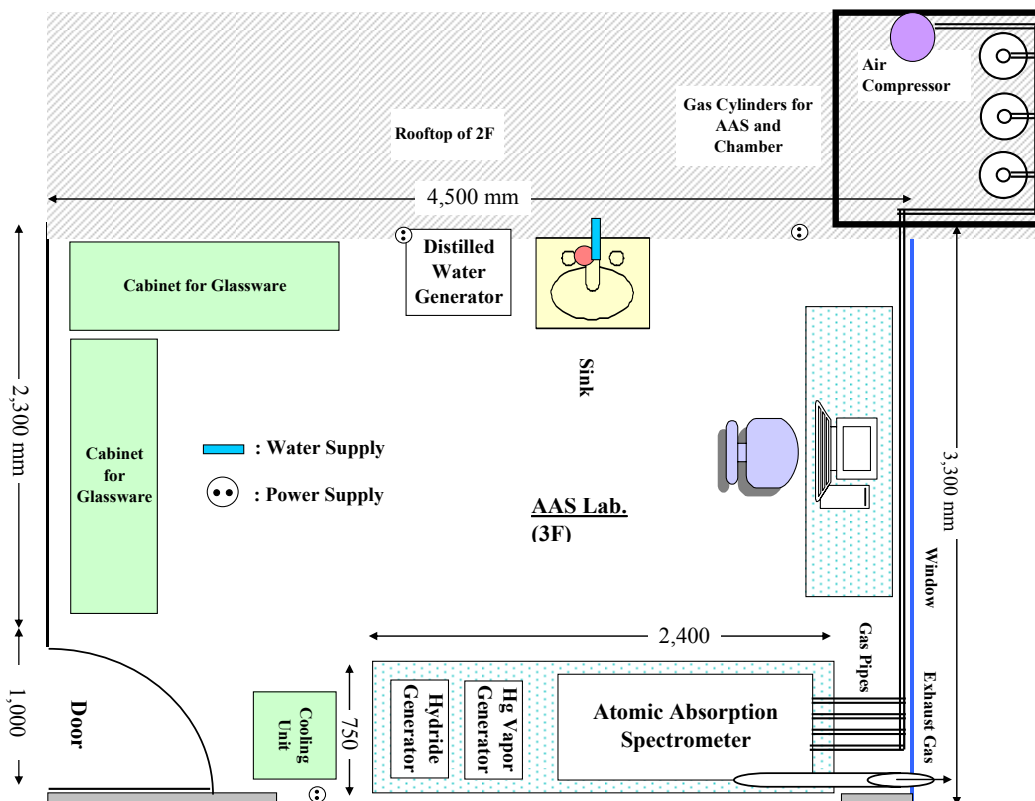 Air
Compressor
Gas Cylinders for
AAS and
Chamber
Rooftop of 2F
4,500 mm
Distilled
Water
Generator
Cabinet for Glassware
Sink
2,300 mm
Cabinet
for
Glassware
: Water Supply
: Power Supply
AAS Lab.
(3F)
3,300 mm
Window
2,400
Gas Pipes
Exhaust Gas
1,000
Door
Cooling
Unit
750
Hydride
Generator
Hg Vapor
Generator
Atomic Absorption
Spectrometer